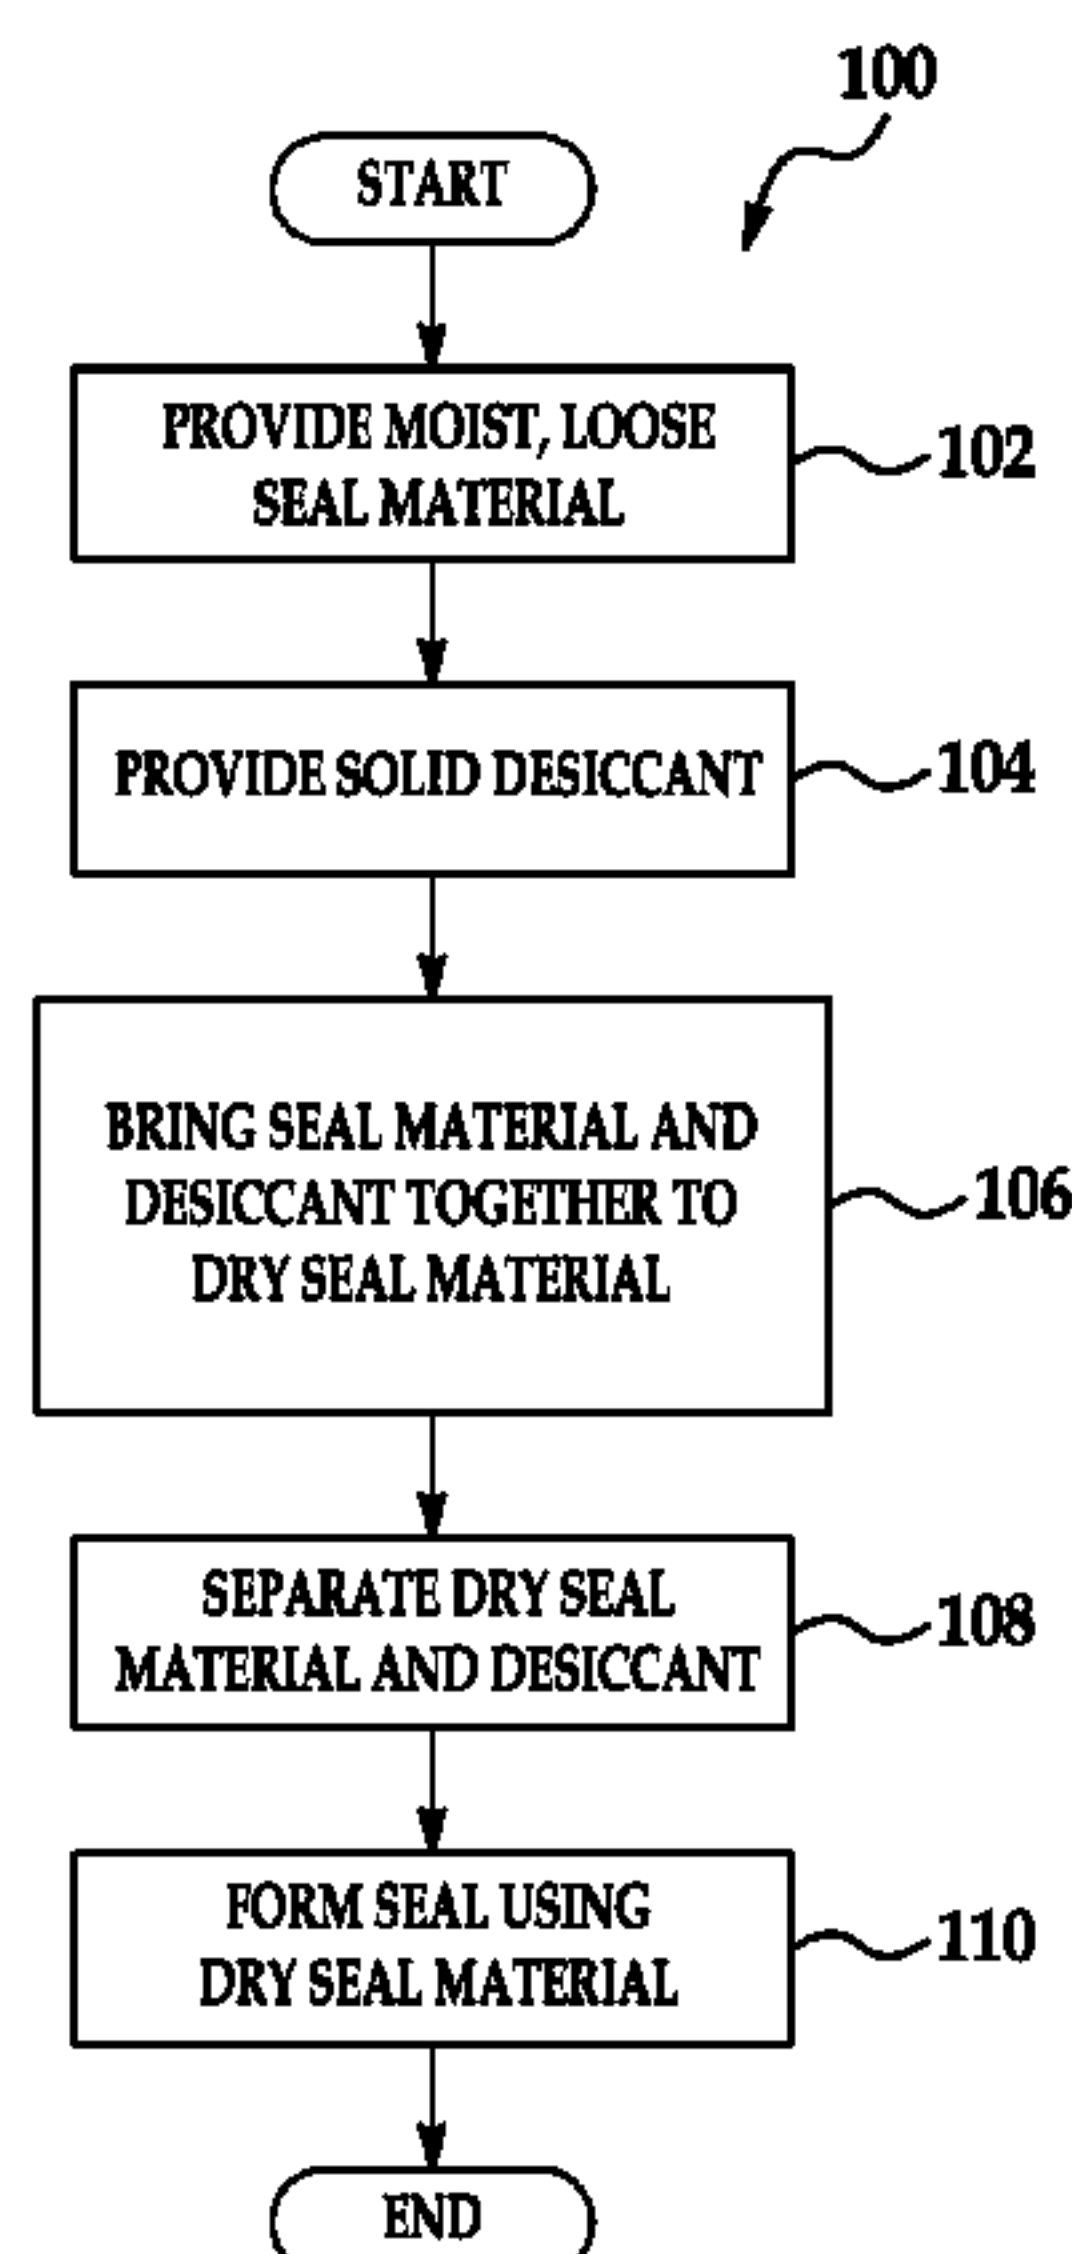 100
START
PROVIDE MOIST, LOOSE
SEAL MATERIAL
102
PROVIDE SOLID DESICCANT
104
BRING SEAL MATERIAL AND
DESICCANT TOGETHER TO
DRY SEAL MATERIAL
106
SEPARATE DRY SEAL
MATERIAL AND DESICCANT
108
FORM SEAL USING
DRY SEAL MATERIAL
110
END